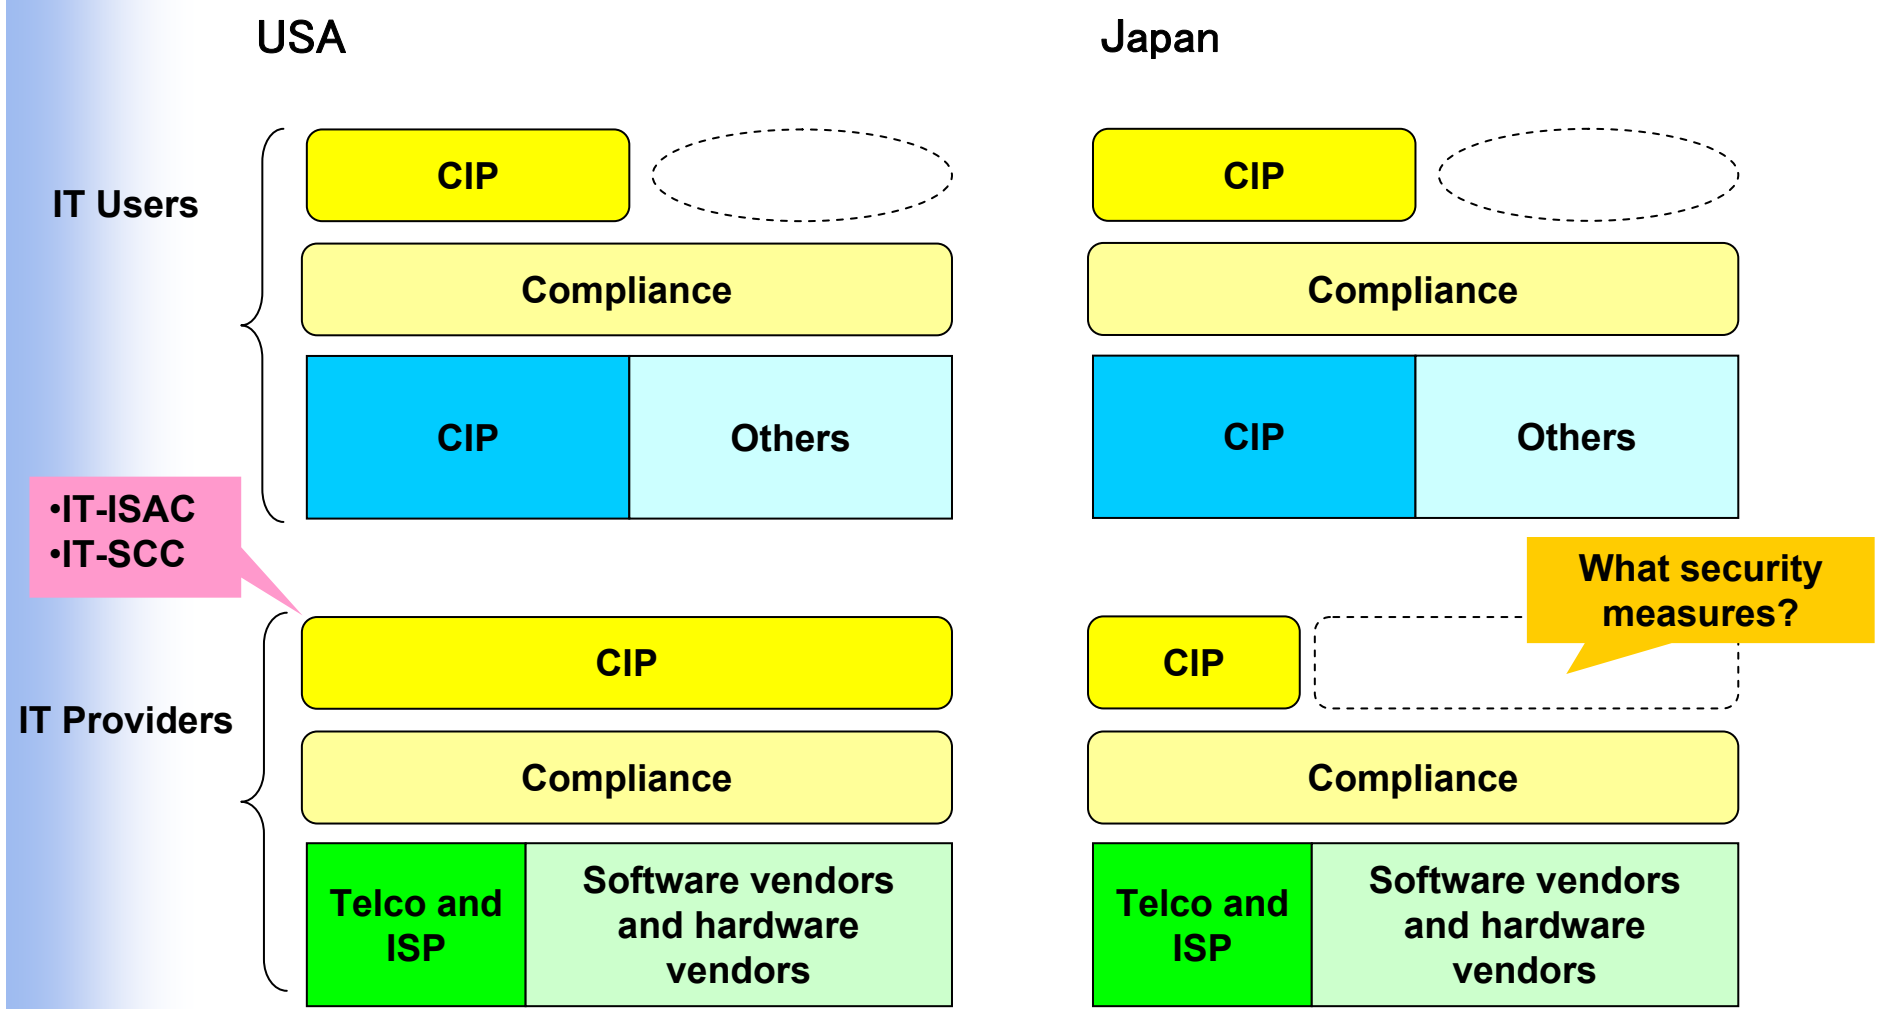 USA
Japan
IT Users
CIP
CIP
Compliance
Compliance
CIP
Others
CIP
Others
•IT-ISAC
•IT-SCC
What security
measures?
IT Providers
CIP
CIP
Compliance
Compliance
Telco and
ISP
Software vendors
and hardware
vendors
Telco and
ISP
Software vendors
and hardware
vendors